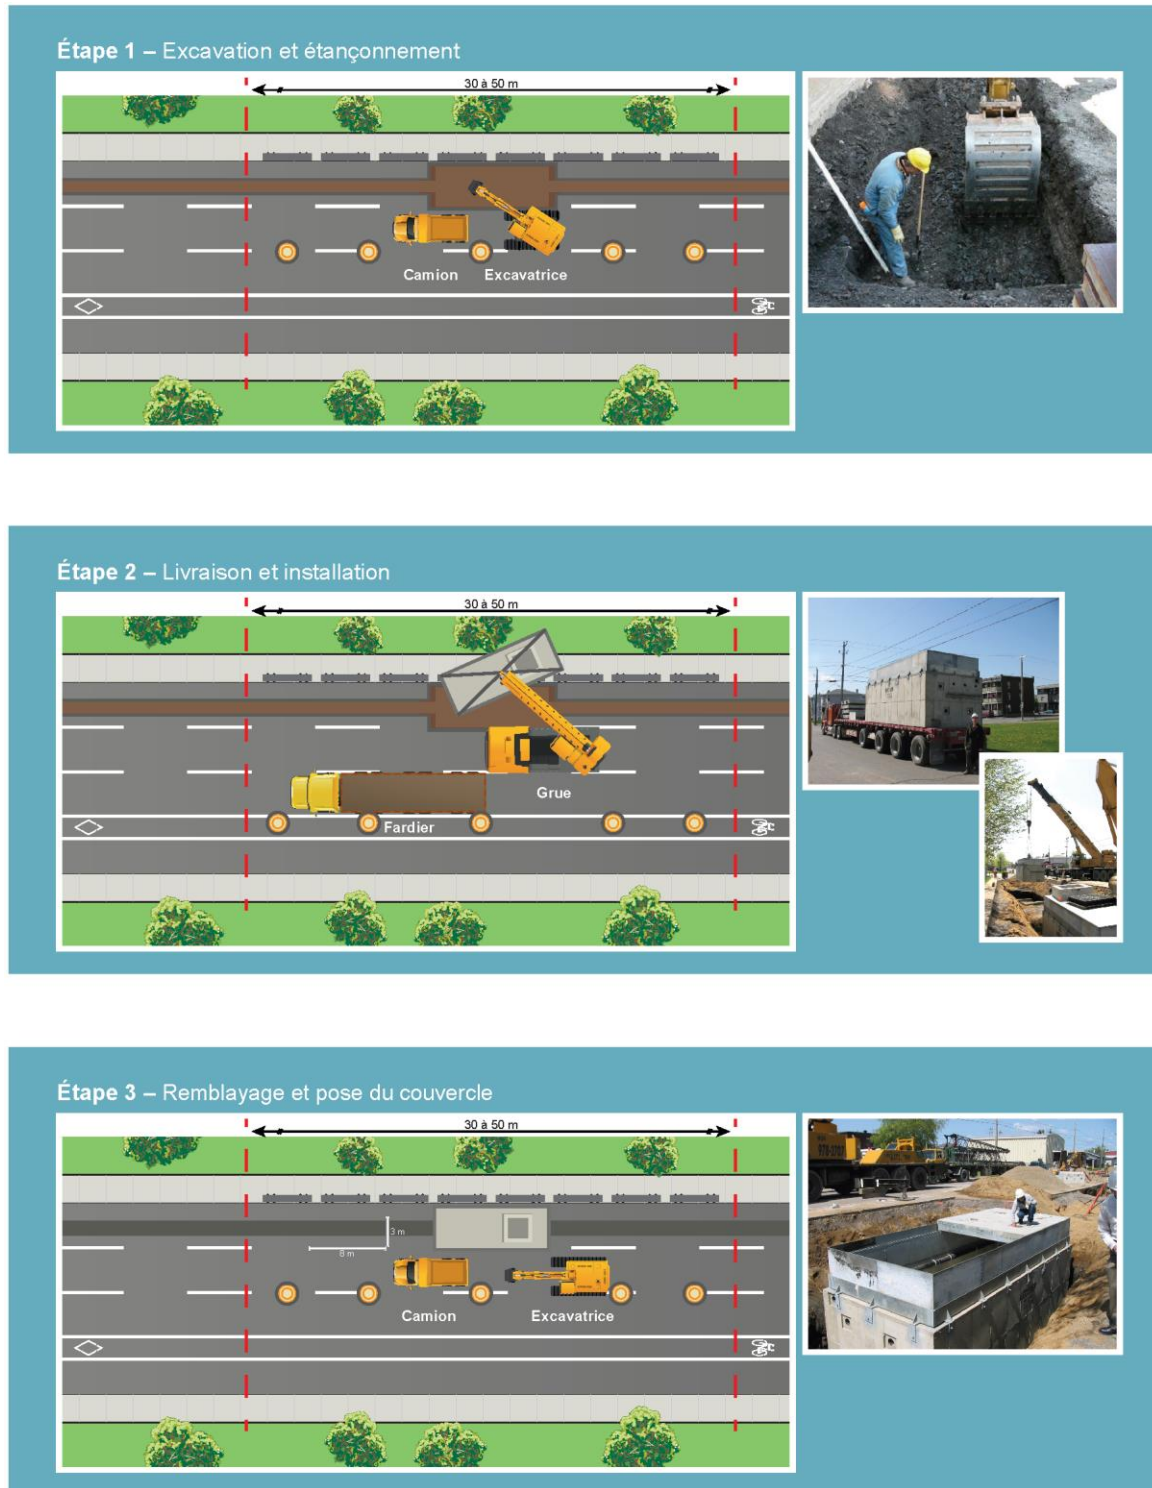 Étape 1 – Excavation et étançonnement
30 à 50 m
Camion
Excavatrice
Étape 2 – Livraison et installation
30 à 50 m
Grue
Fardier
Étape 3 – Remblayage et pose du couvercle
30 à 50 m
3 m
8 m
Camion
Excavatrice